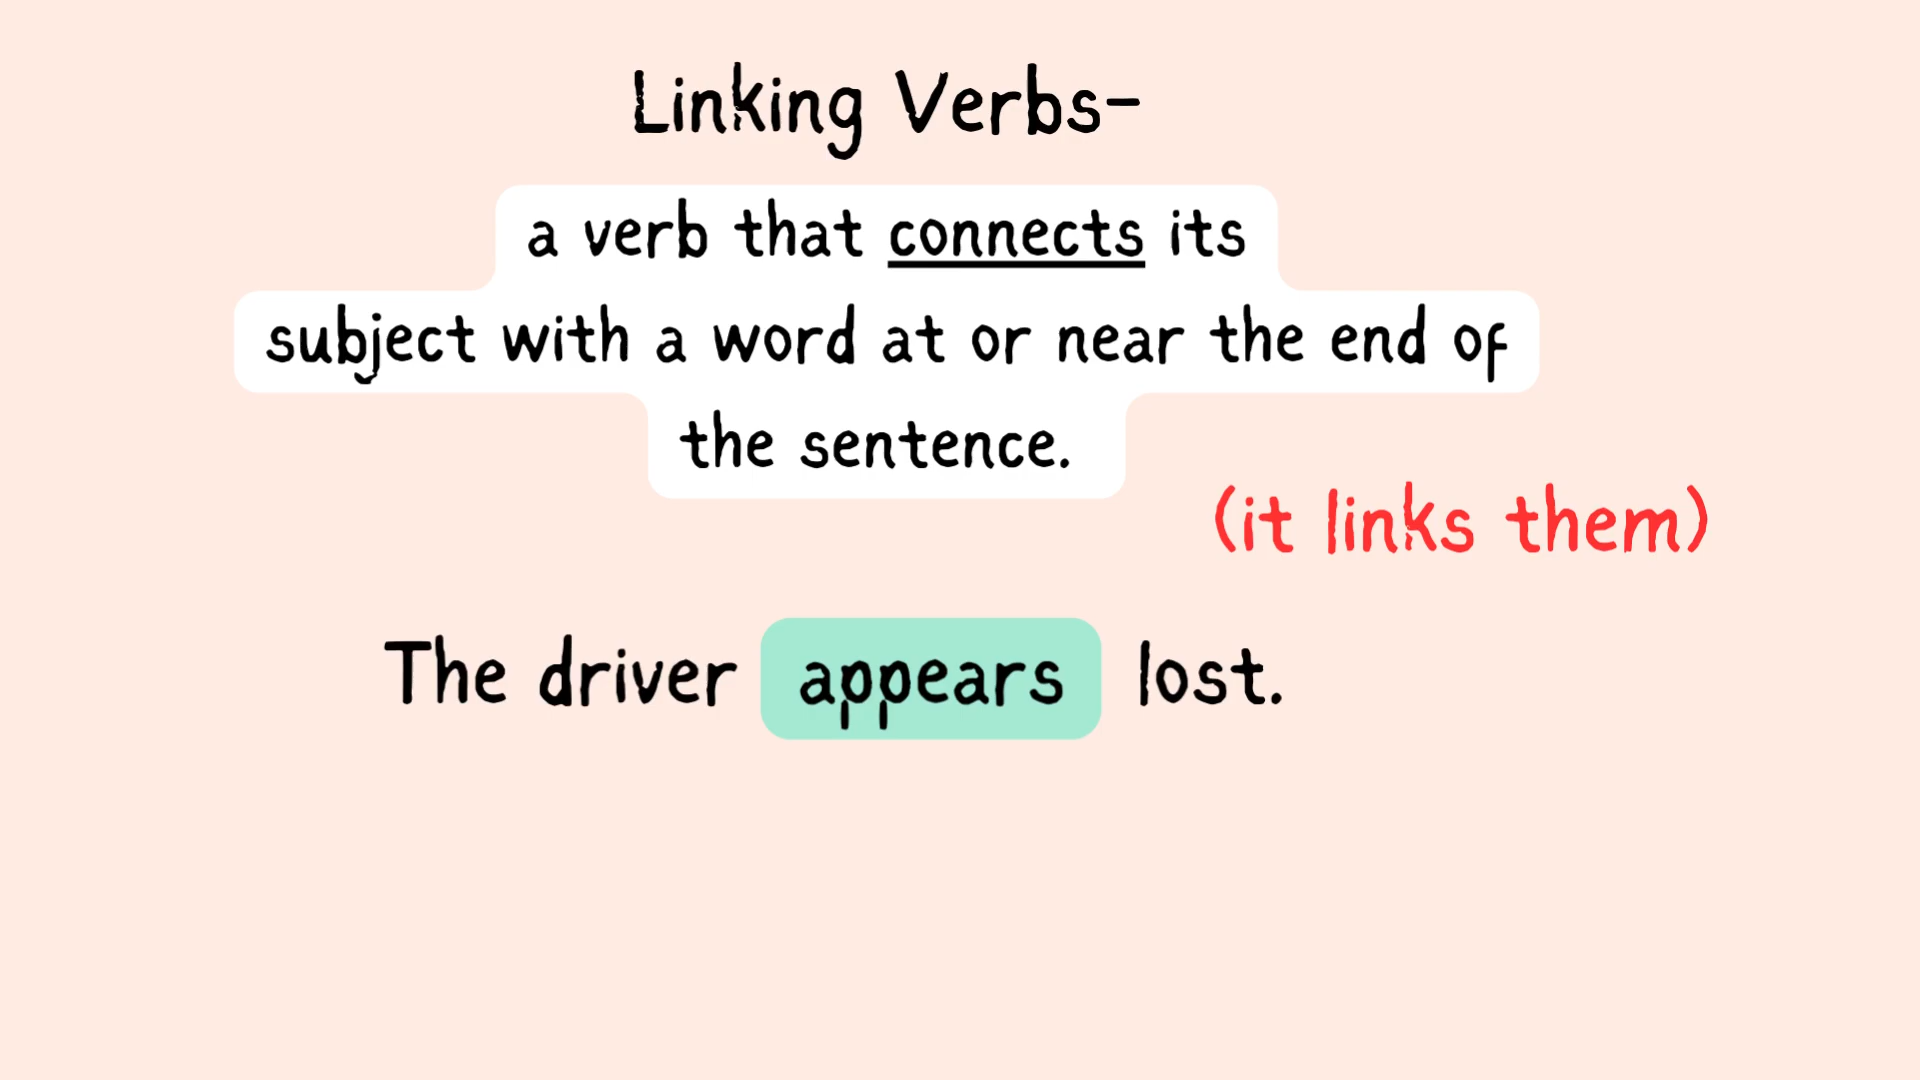 Linking Verbs-
a verb that connects its
subject with a word at or near the end of
the sentence.
(it links them)
The driver appears lost.